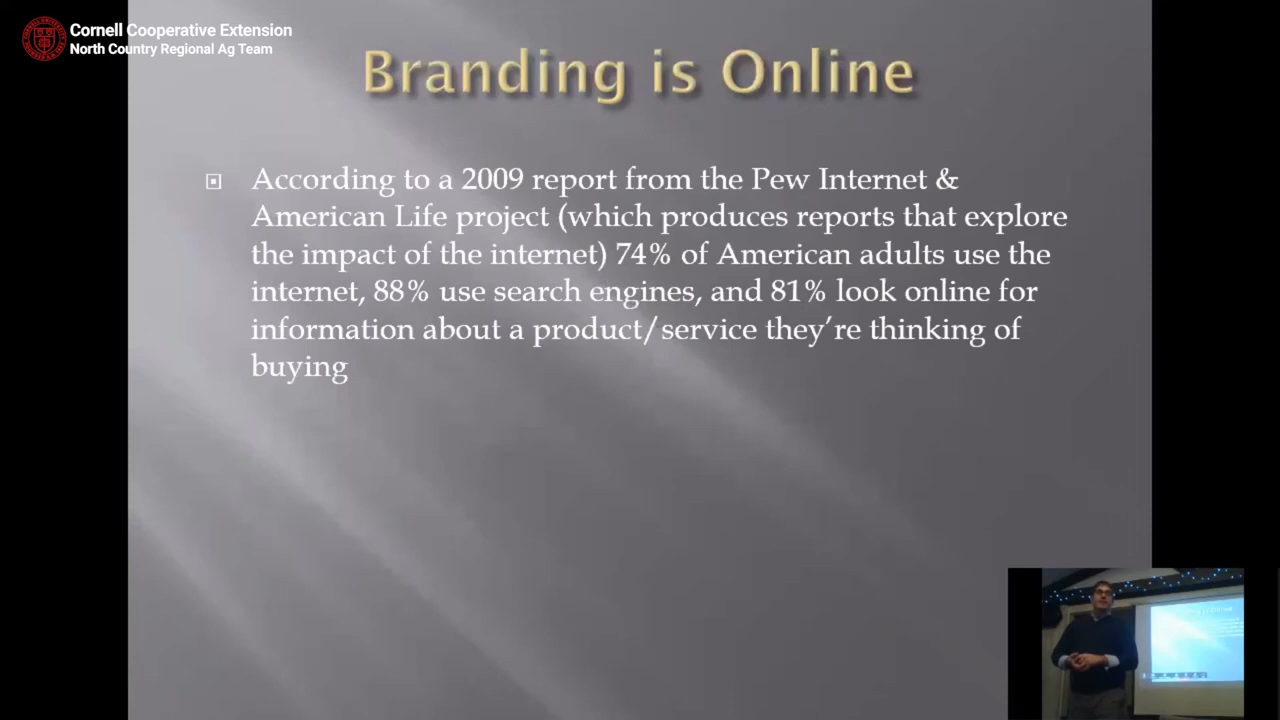 Cornell Cooperative Extension
North Country Regional Ag Team
Branding is Online
According to a 2009 report from the Pew Internet &
American Life project (which produces reports that explore
the impact of the internet) 74% of American adults use the
internet, 88% use search engines, and 81% look online for
information about a product/service they’re thinking of
buying